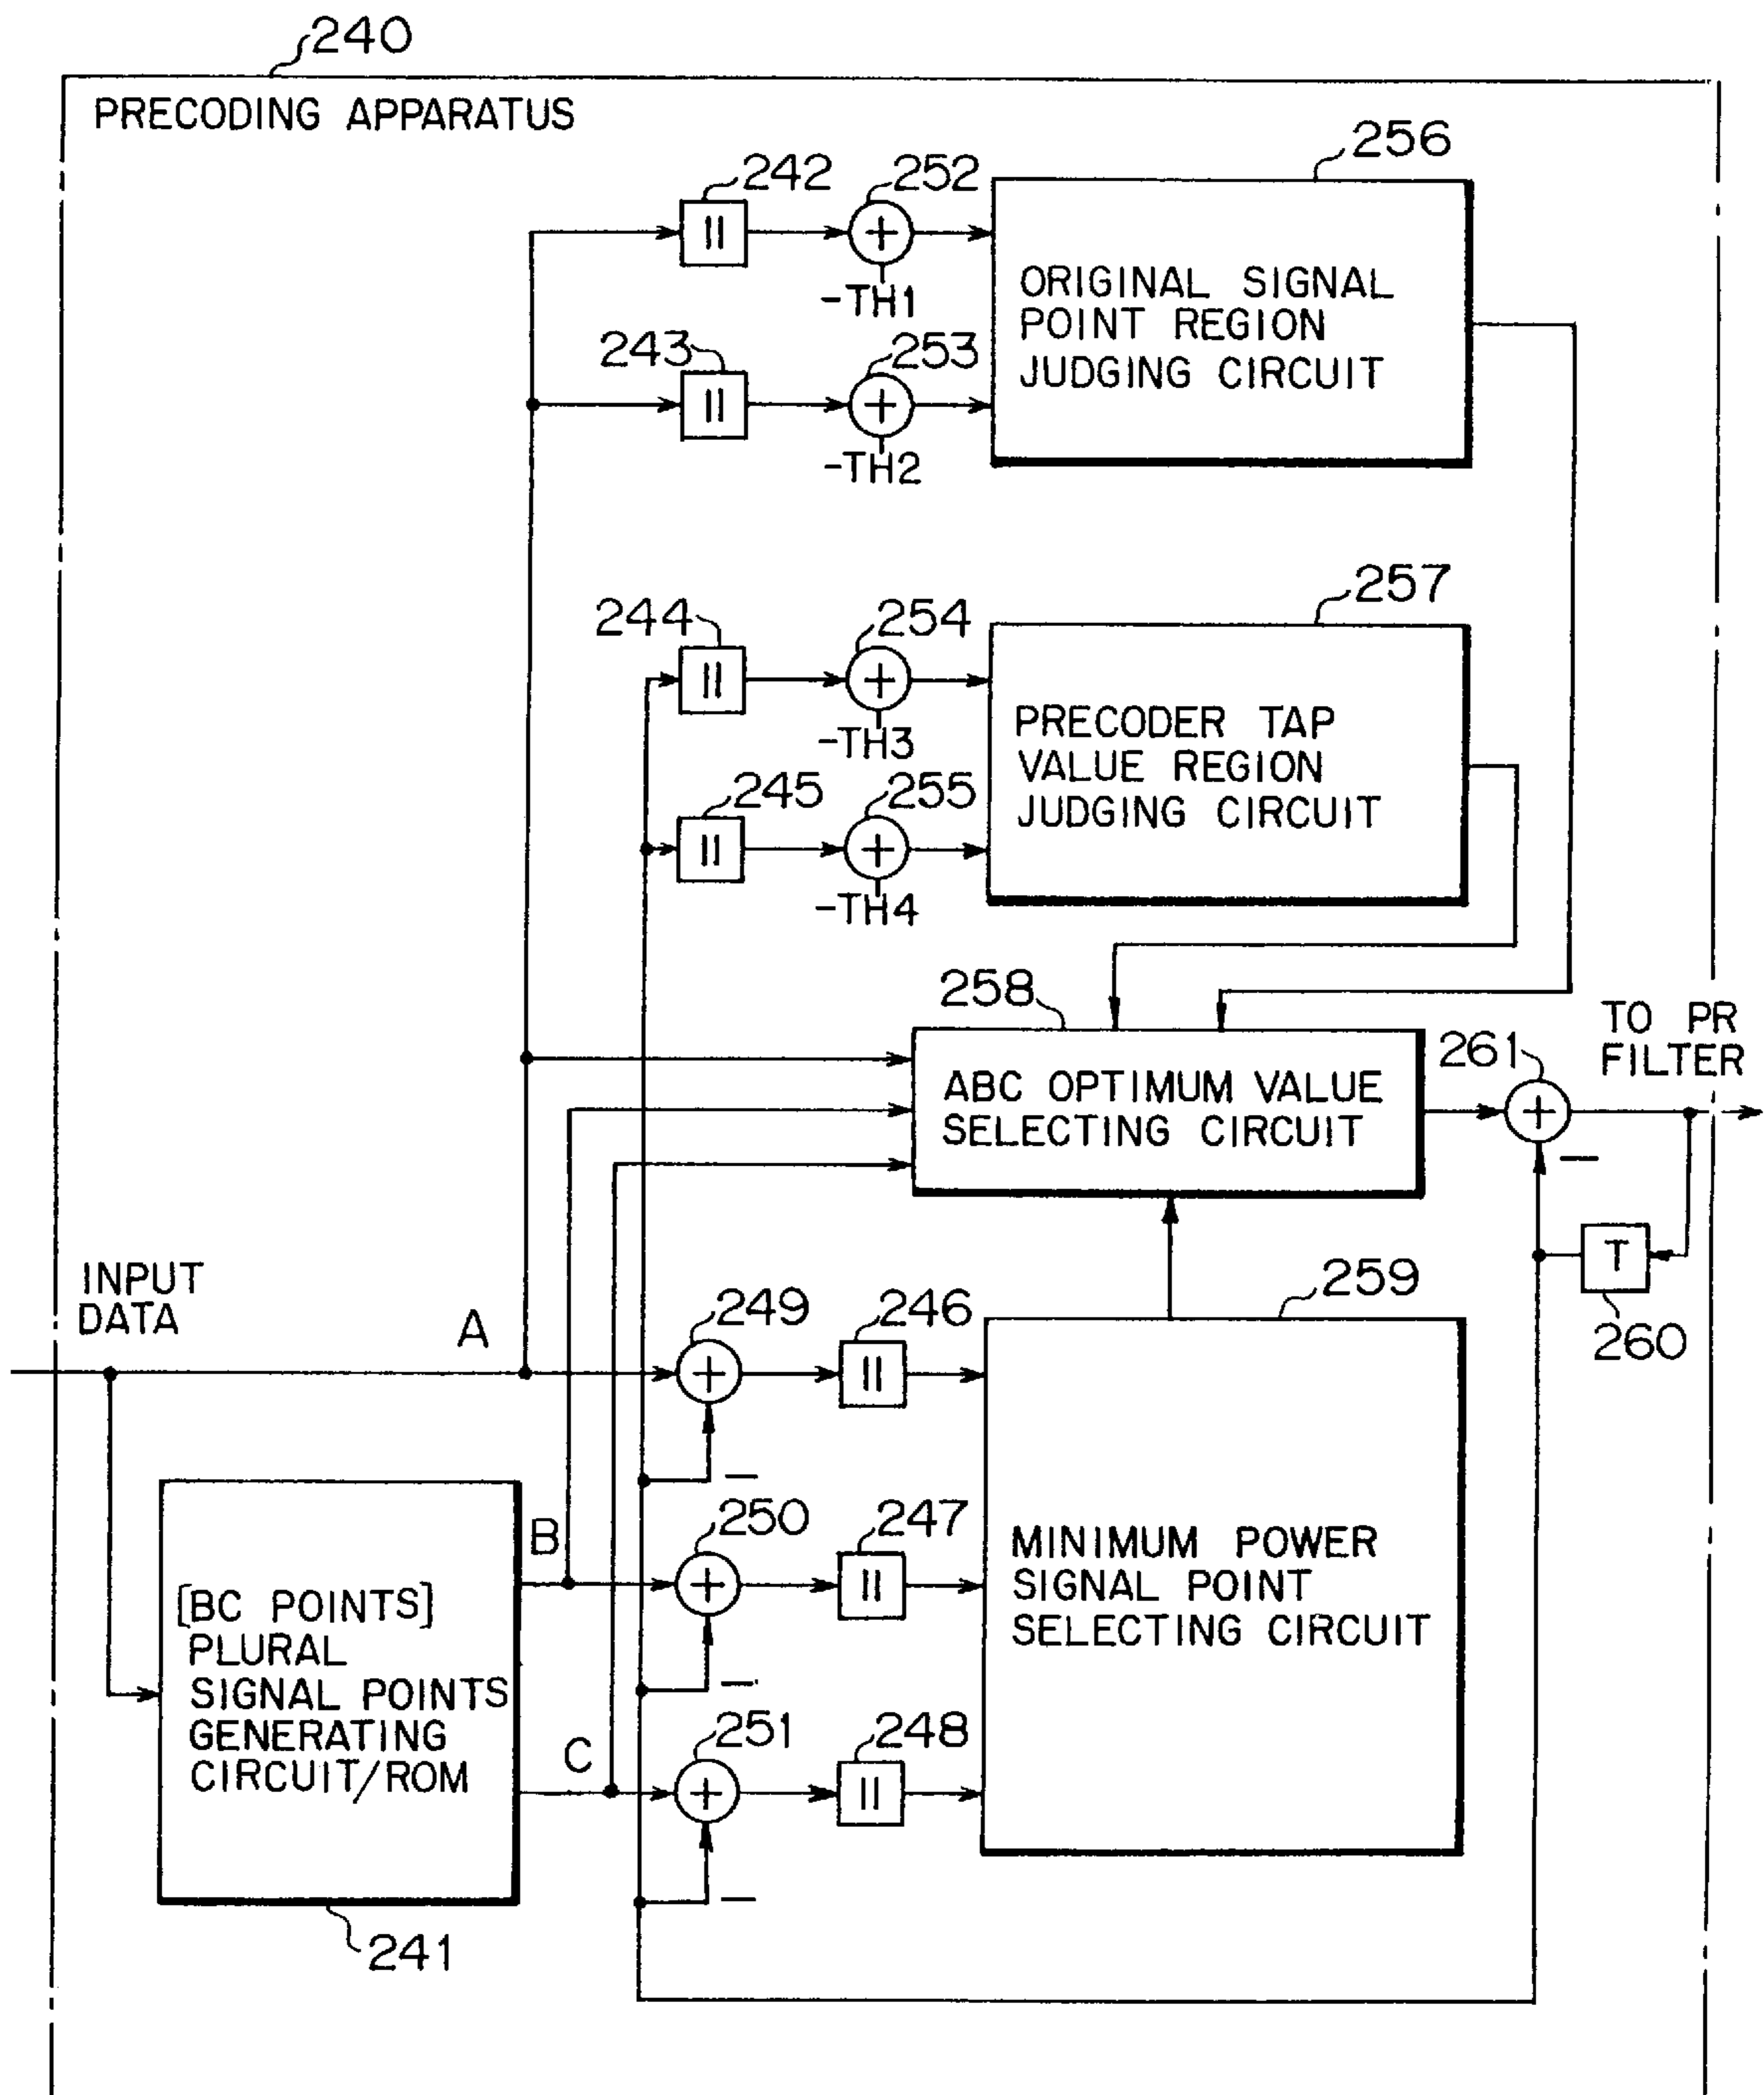 240
PRECODING APPARATUS
256
242
252
||
+
-TH1
ORIGINAL SIGNAL
POINT REGION
JUDGING CIRCUIT
243
253
||
+
-TH2
257
244
254
||
+
-TH3
PRECODER TAP
VALUE REGION
JUDGING CIRCUIT
245
255
||
+
-TH4
258
TO PR
FILTER
261
ABC OPTIMUM VALUE
SELECTING CIRCUIT
+
−
T
260
INPUT
DATA
A
249
246
259
+
||
−
B
250
247
+
||
−
MINIMUM POWER
SIGNAL POINT
SELECTING CIRCUIT
[BC POINTS]
PLURAL
SIGNAL POINTS
GENERATING
CIRCUIT/ROM
C
251
248
+
||
−
241